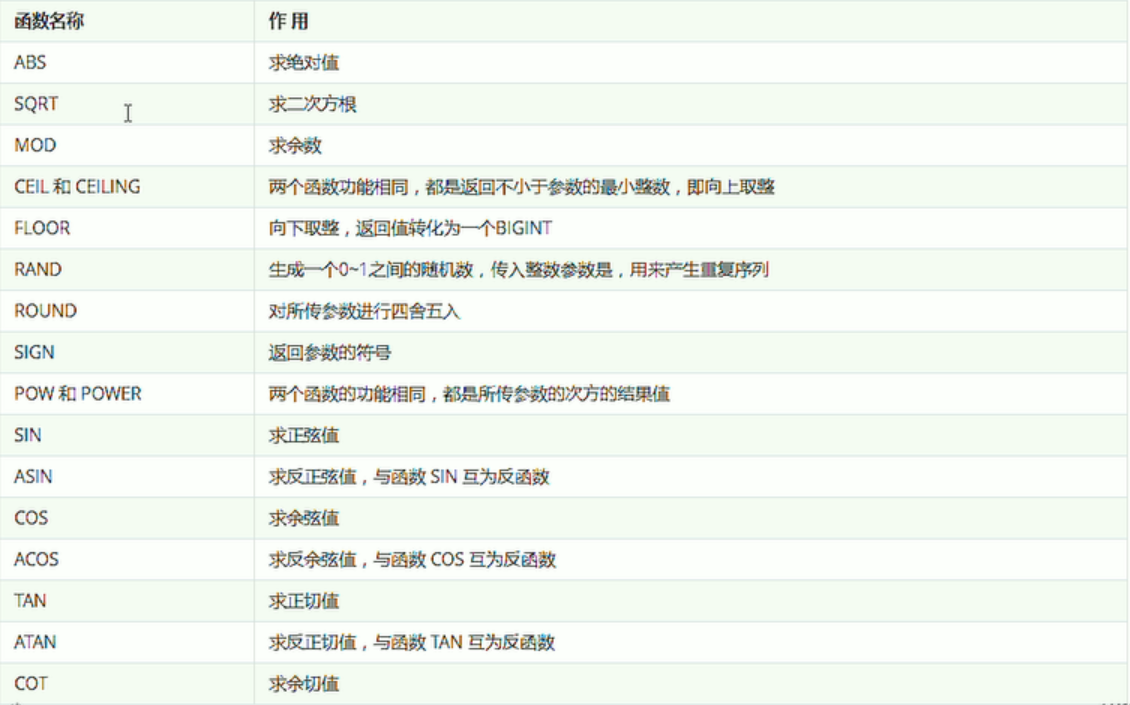 函数名称 作 用
ABS 求绝对值
SQRT 求二次方根
MOD 求余数
CEIL 和 CEILING 两个函数功能相同，都是返回不小于参数的最小整数，即向上取整
FLOOR 向下取整，返回值转化为一个BIGINT
RAND 生成一个0~1之间的随机数，传入整数参数是，用来产生重复序列
ROUND 对所传参数进行四舍五入
SIGN 返回参数的符号
POW 和 POWER 两个函数的功能相同，都是所传参数的次方的结果值
SIN 求正弦值
ASIN 求反正弦值，与函数 SIN 互为反函数
COS 求余弦值
ACOS 求反余弦值，与函数 COS 互为反函数
TAN 求正切值
ATAN 求反正切值，与函数 TAN 互为反函数
COT 求余切值